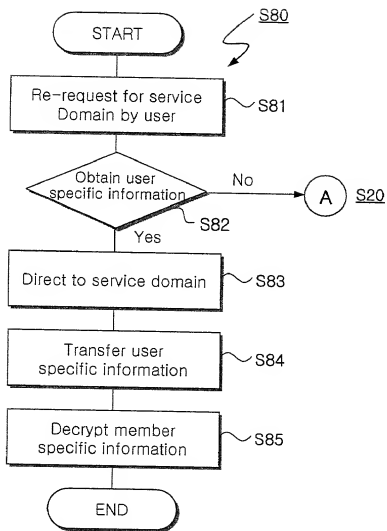 START
S80
Re-request for service
Domain by user
S81
Obtain user
specific information
No
A
S20
S82
Yes
Direct to service domain
S83
Transfer user
specific information
S84
Decrypt member
specific information
S85
END